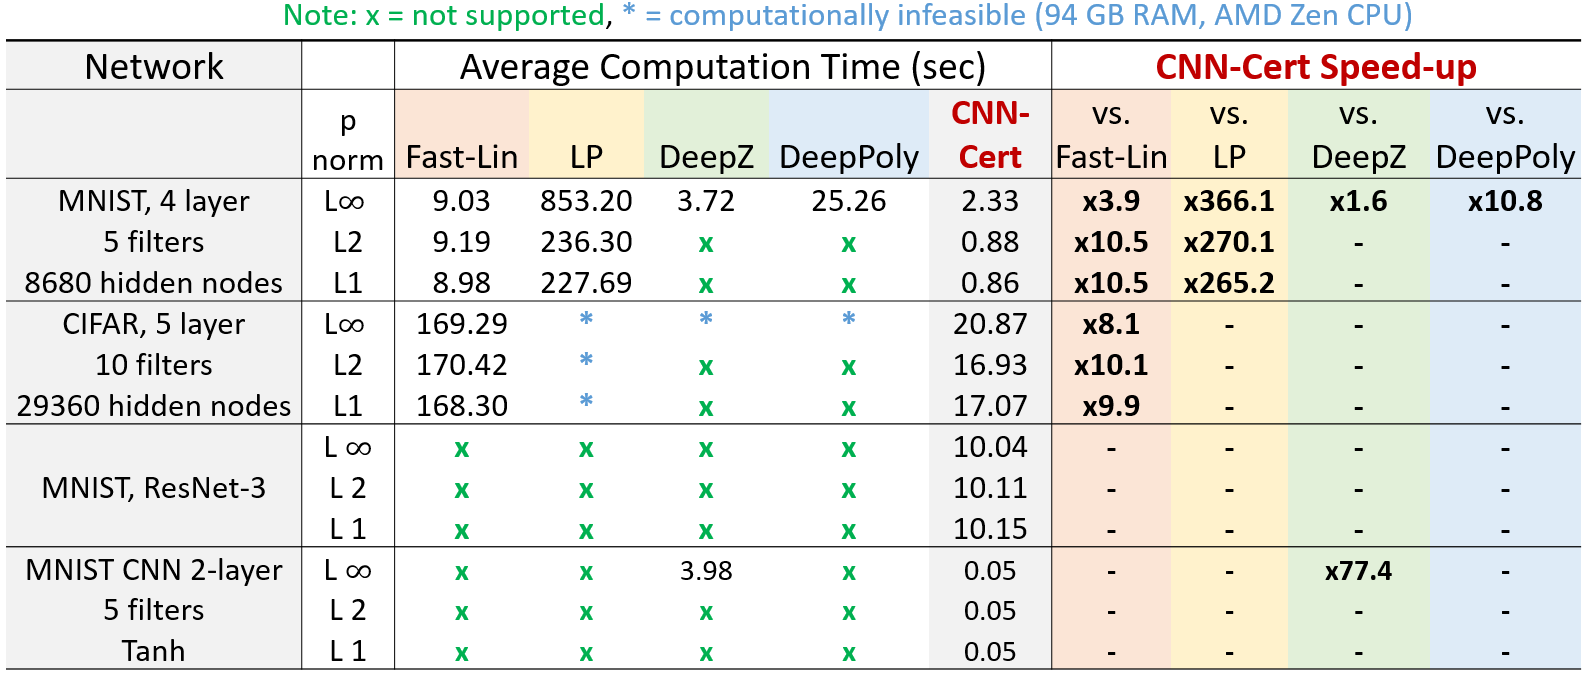 Note: x = not supported, * = computationally infeasible (94 GB RAM, AMD Zen CPU)
Network Average Computation Time (sec) CNN-Cert Speed-up
p norm Fast-Lin LP DeepZ DeepPoly CNN-Cert vs. Fast-Lin vs. LP vs. DeepZ vs. DeepPoly
MNIST, 4 layer L∞ 9.03 853.20 3.72 25.26 2.33 x3.9 x366.1 x1.6 x10.8
5 filters L2 9.19 236.30 x x 0.88 x10.5 x270.1 - -
8680 hidden nodes L1 8.98 227.69 x x 0.86 x10.5 x265.2 - -
CIFAR, 5 layer L∞ 169.29 * * * 20.87 x8.1 - - -
10 filters L2 170.42 * x x 16.93 x10.1 - - -
29360 hidden nodes L1 168.30 * x x 17.07 x9.9 - - -
L ∞ x x x x 10.04 - - - -
MNIST, ResNet-3 L 2 x x x x 10.11 - - - -
L 1 x x x x 10.15 - - - -
MNIST CNN 2-layer L ∞ x x 3.98 x 0.05 - - x77.4 -
5 filters L 2 x x x x 0.05 - - - -
Tanh L 1 x x x x 0.05 - - - -